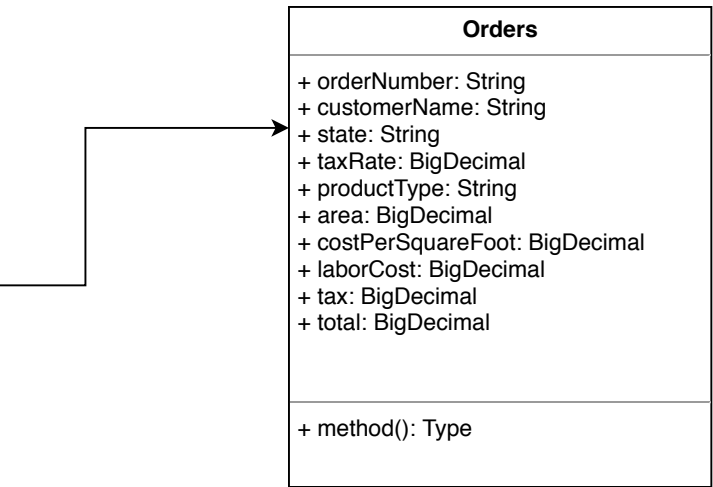 Orders
+ orderNumber: String
+ customerName: String
+ state: String
+ taxRate: BigDecimal
+ productType: String
+ area: BigDecimal
+ costPerSquareFoot: BigDecimal
+ laborCost: BigDecimal
+ tax: BigDecimal
+ total: BigDecimal
+ method(): Type